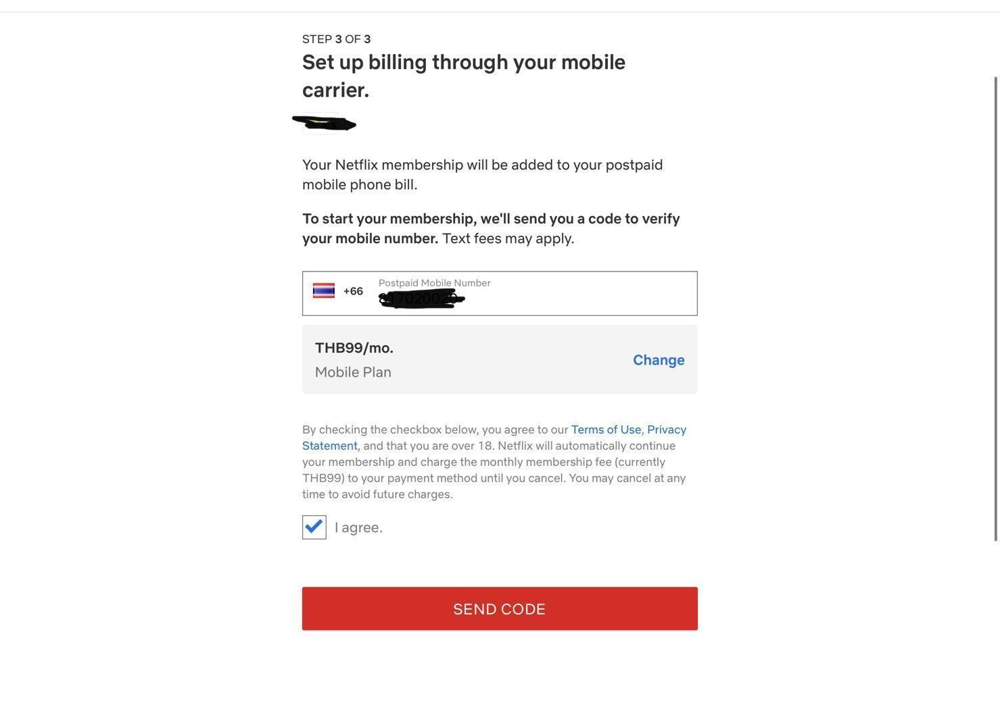 STEP 3 OF 3
Set up billing through your mobile
carrier.
Your Netflix membership will be added to your postpaid
mobile phone bill.
To start your membership, we'll send you a code to verify
your mobile number. Text fees may apply.
Postpaid Mobile Number
+66
THB99/mo.
Change
Mobile Plan
By checking the checkbox below, you agree to our Terms of Use, Privacy
Statement, and that you are over 18. Netflix will automatically continue
your membership and charge the monthly membership fee (currently
THB99) to your payment method until you cancel. You may cancel at any
time to avoid future charges.
I agree.
SEND CODE